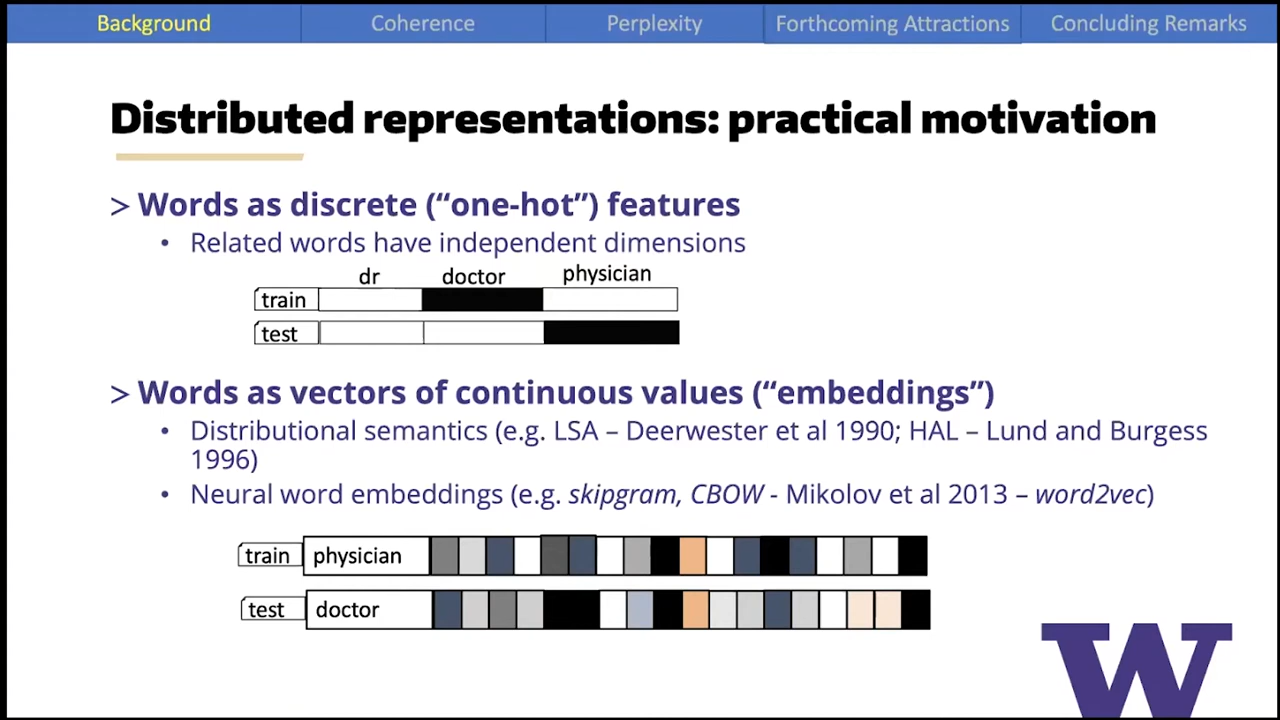 Background Coherence Perplexity Forthcoming Attractions Concluding Remarks
Distributed representations: practical motivation
> Words as discrete (“one-hot”) features
• Related words have independent dimensions
dr doctor physician
train
test
> Words as vectors of continuous values (“embeddings”)
• Distributional semantics (e.g. LSA – Deerwester et al 1990; HAL – Lund and Burgess
1996)
• Neural word embeddings (e.g. skipgram, CBOW - Mikolov et al 2013 – word2vec)
train physician
test doctor
W